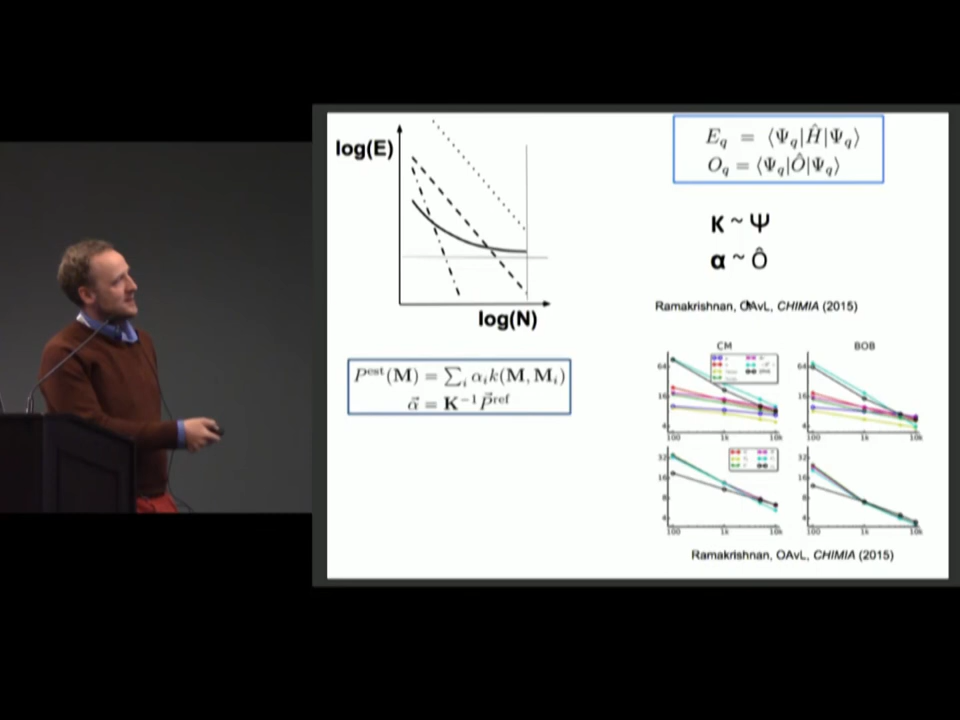 log(E)
log(N)
P^est(M) = ∑_i α_i k(M, M_i)
α⃗ = K^−1 P⃗^ref
E_q = ⟨Ψ_q|Ĥ|Ψ_q⟩
O_q = ⟨Ψ_q|Ô|Ψ_q⟩
K ~ Ψ
α ~ Ô
Ramakrishnan, OAvL, CHIMIA (2015)
CM
BOB
64
16
4
100 1k 10k
64
16
4
100 1k 10k
32
16
8
4
100 1k 10k
32
16
8
4
100 1k 10k
Ramakrishnan, OAvL, CHIMIA (2015)